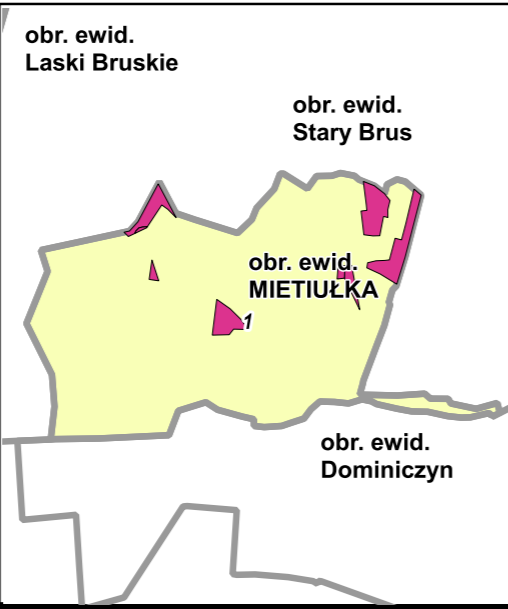 obr. ewid.
Laski Bruskie
obr. ewid.
Stary Brus
obr. ewid.
MIETIUŁKA
1
obr. ewid.
Dominiczyn